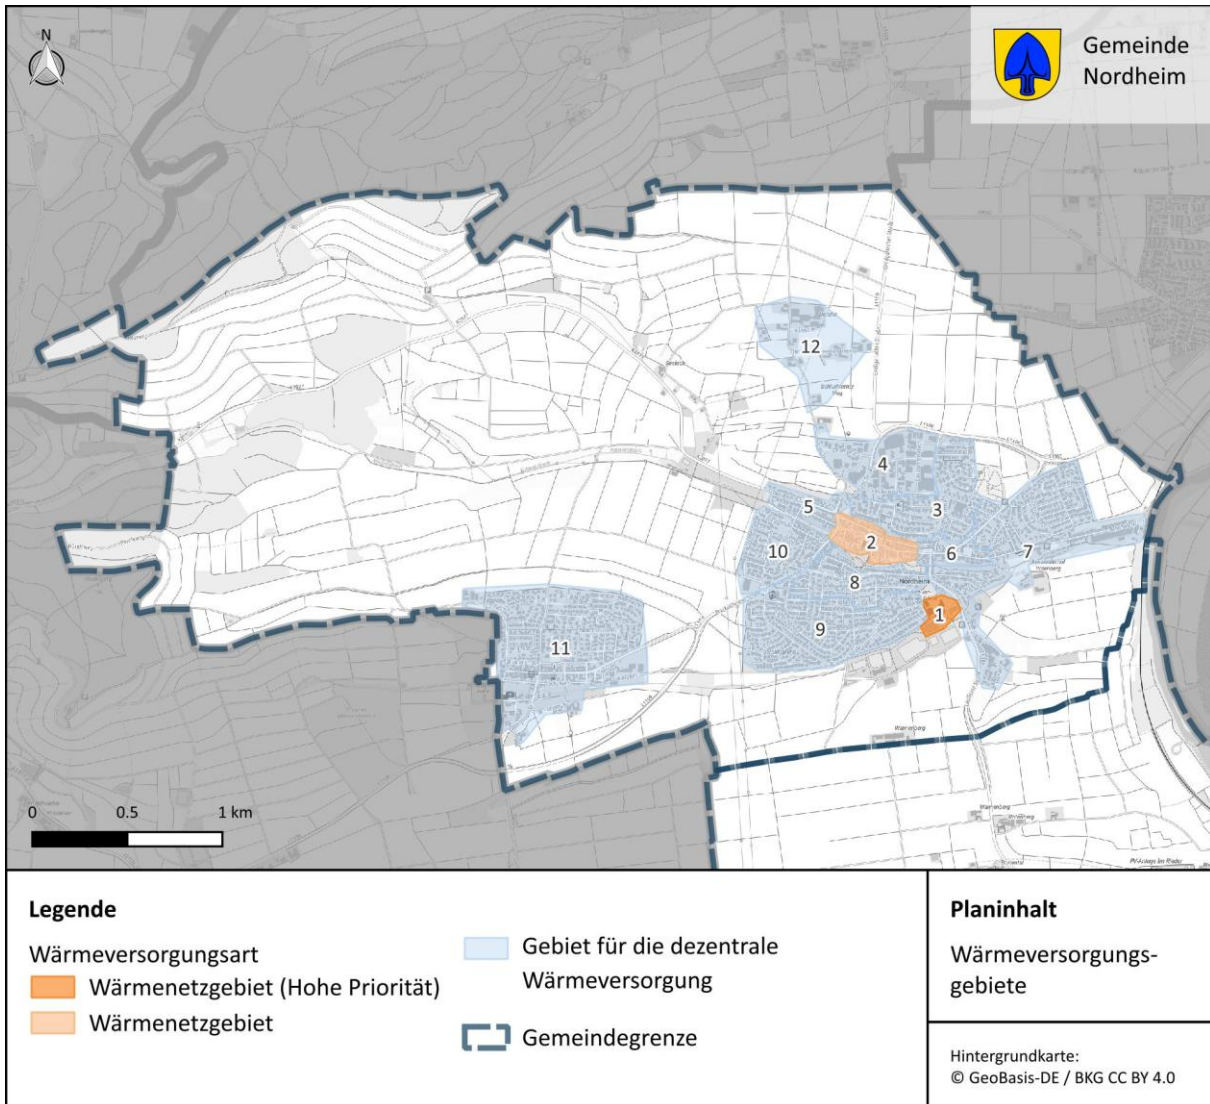 N
Gemeinde
Nordheim
12
4
5
3
2
6
7
10
8
Nordheim
1
9
11
0
0.5
1 km
Legende
Wärmeversorgungsart
Wärmenetzgebiet (Hohe Priorität)
Wärmenetzgebiet
Gebiet für die dezentrale
Wärmeversorgung
Gemeindegrenze
Planinhalt
Wärmeversorgungs-
gebiete
Hintergrundkarte:
© GeoBasis-DE / BKG CC BY 4.0